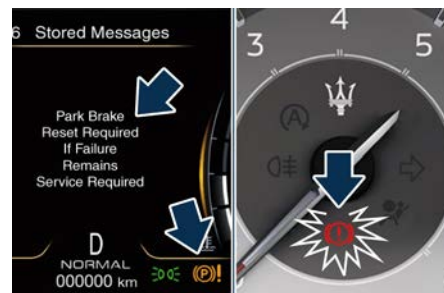 6 Stored Messages
Park Brake
Reset Required
If Failure
Remains
Service Required
D
NORMAL
000000 km
(P)!
3
4
5
(A)
(!)